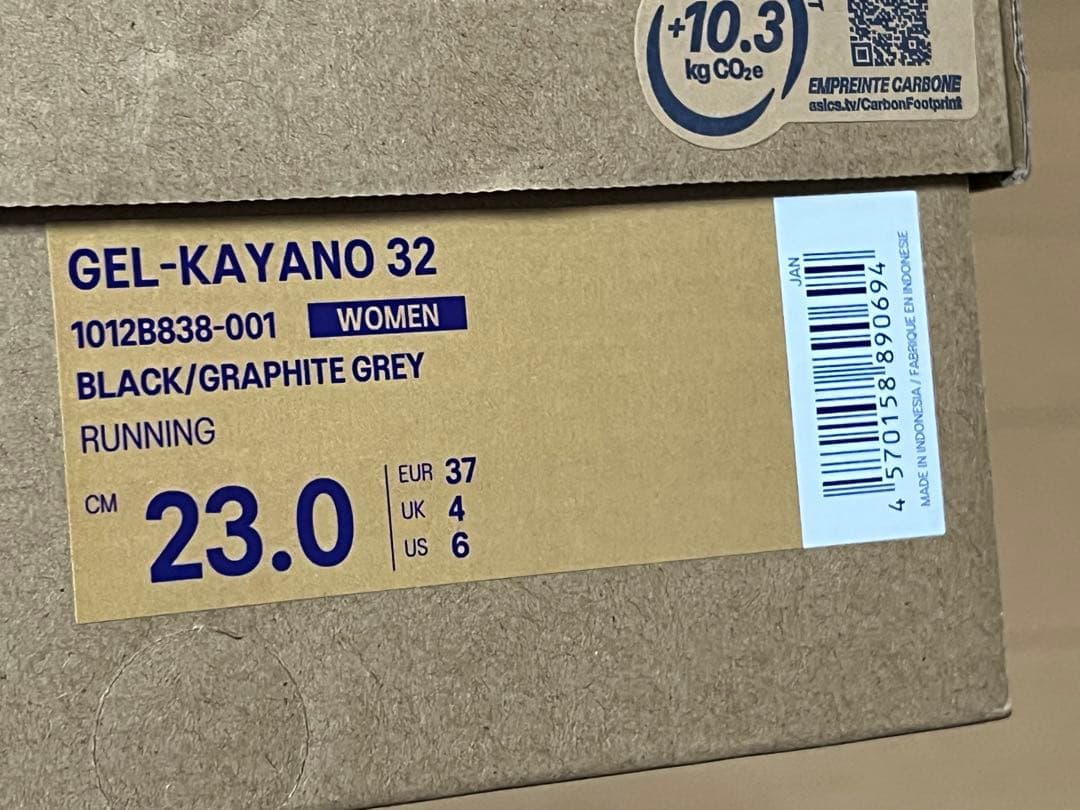 +10.3
kg CO₂e
EMPREINTE CARBONE
asics.tv/CarbonFootprint
GEL-KAYANO 32
1012B838-001 WOMEN
BLACK/GRAPHITE GREY
RUNNING
CM 23.0
EUR 37
UK 4
US 6
JAN
4 570158 890694
MADE IN INDONESIA / FABRIQUE EN INDONESIE